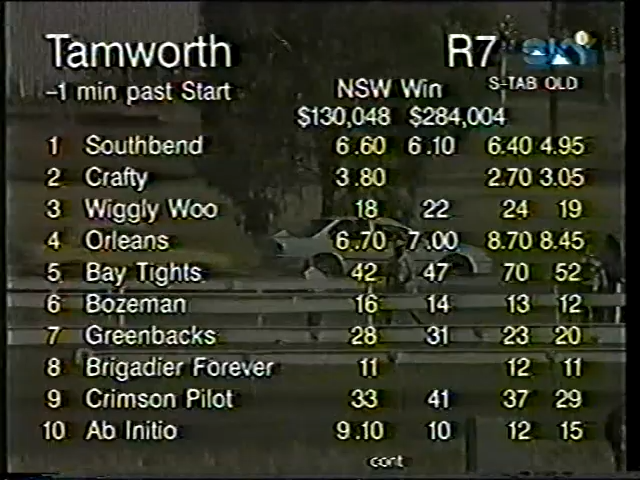 Tamworth R7 SKY
-1 min past Start NSW Win S-TAB QLD
$130,048 $284,004
1 Southbend 6.60 6.10 6.40 4.95
2 Crafty 3.80 2.70 3.05
3 Wiggly Woo 18 22 24 19
4 Orleans 6.70 7.00 8.70 8.45
5 Bay Tights 42 47 70 52
6 Bozeman 16 14 13 12
7 Greenbacks 28 31 23 20
8 Brigadier Forever 11 12 11
9 Crimson Pilot 33 41 37 29
10 Ab Initio 9.10 10 12 15
cont